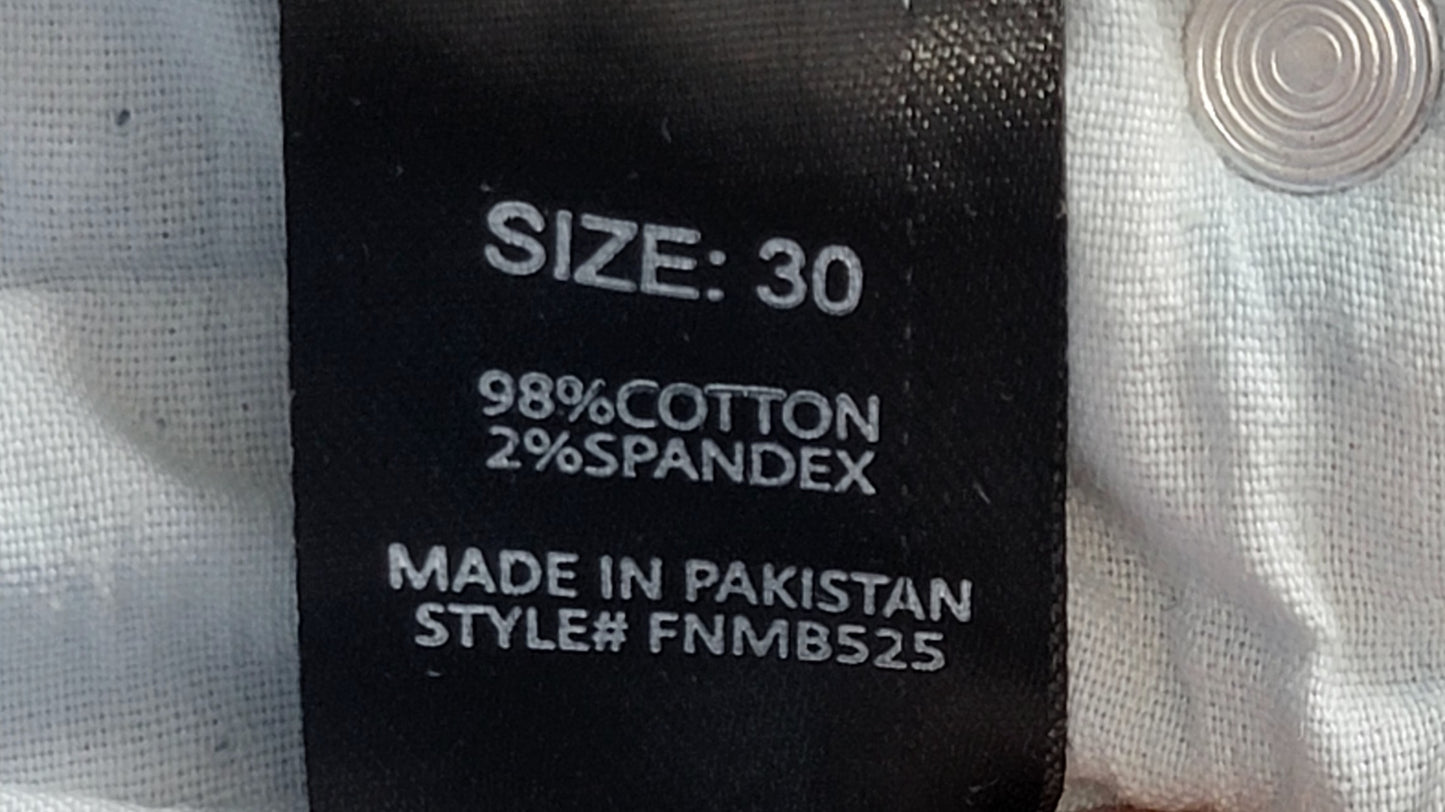 SIZE: 30
98%COTTON
2%SPANDEX
MADE IN PAKISTAN
STYLE# FNMB525